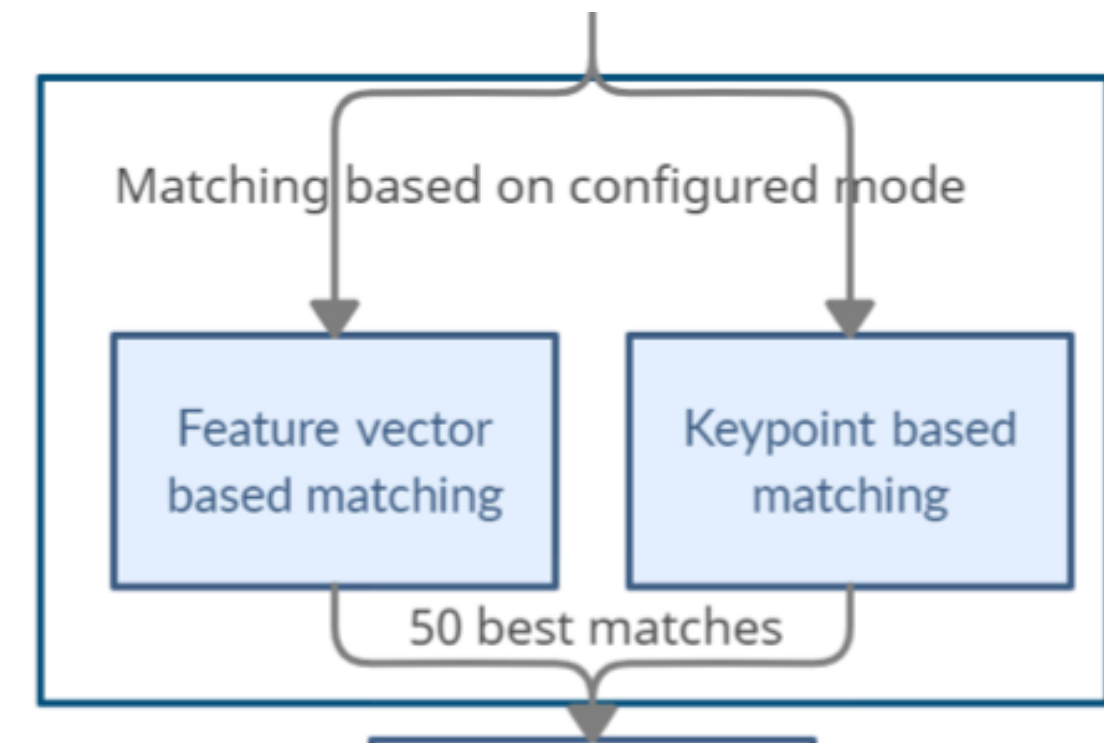 Matching based on configured mode
Feature vector
based matching
Keypoint based
matching
50 best matches